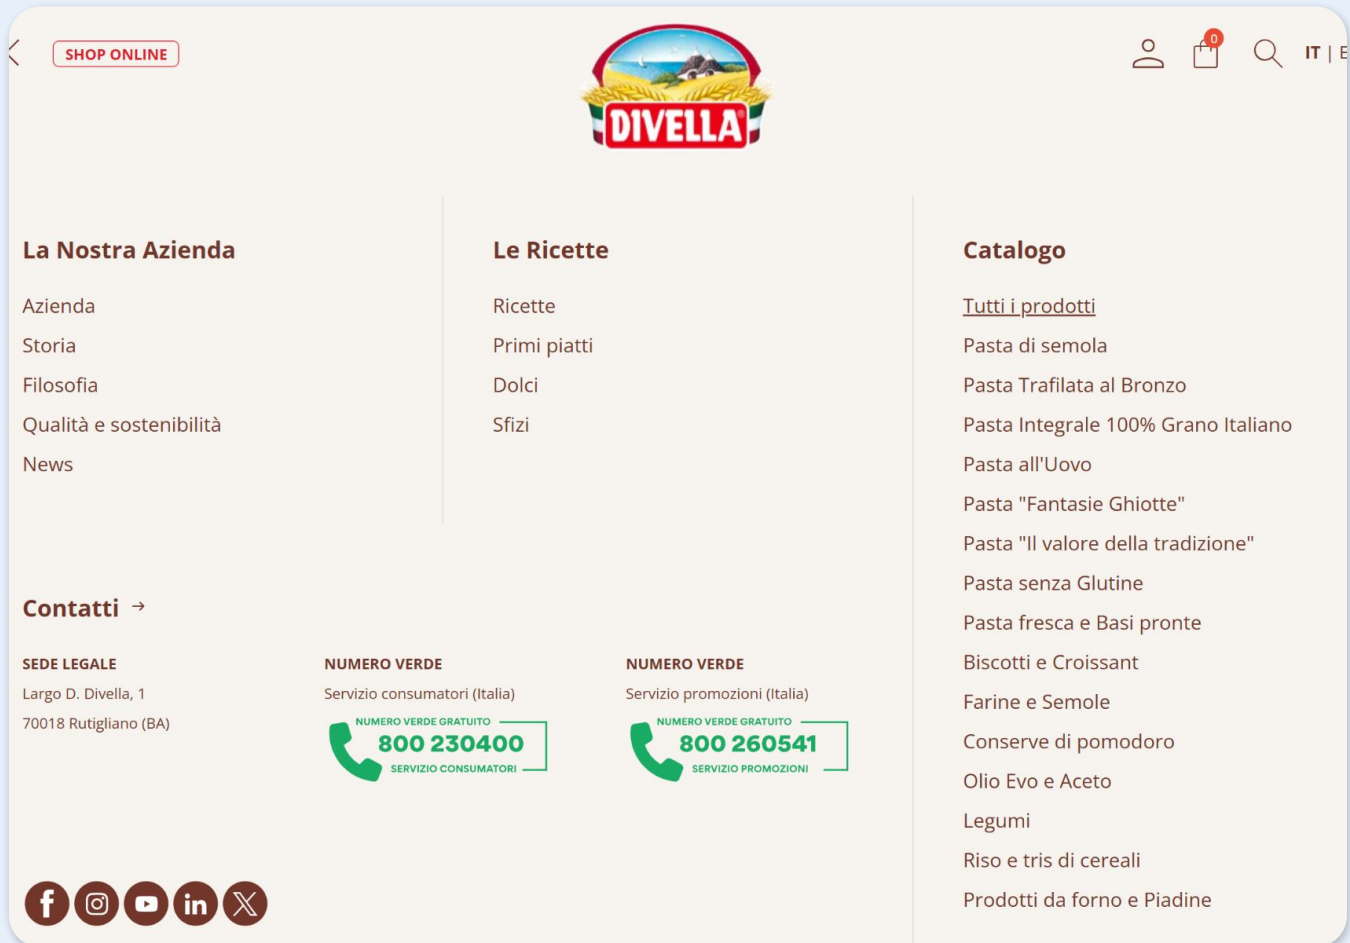 SHOP ONLINE
DIVELLA
0
IT |
La Nostra Azienda
Azienda
Storia
Filosofia
Qualità e sostenibilità
News
Le Ricette
Ricette
Primi piatti
Dolci
Sfizi
Catalogo
Tutti i prodotti
Pasta di semola
Pasta Trafilata al Bronzo
Pasta Integrale 100% Grano Italiano
Pasta all'Uovo
Pasta "Fantasie Ghiotte"
Pasta "Il valore della tradizione"
Pasta senza Glutine
Pasta fresca e Basi pronte
Biscotti e Croissant
Farine e Semole
Conserve di pomodoro
Olio Evo e Aceto
Legumi
Riso e tris di cereali
Prodotti da forno e Piadine
Contatti →
SEDE LEGALE
Largo D. Divella, 1
70018 Rutigliano (BA)
NUMERO VERDE
Servizio consumatori (Italia)
NUMERO VERDE GRATUITO
800 230400
SERVIZIO CONSUMATORI
NUMERO VERDE
Servizio promozioni (Italia)
NUMERO VERDE GRATUITO
800 260541
SERVIZIO PROMOZIONI